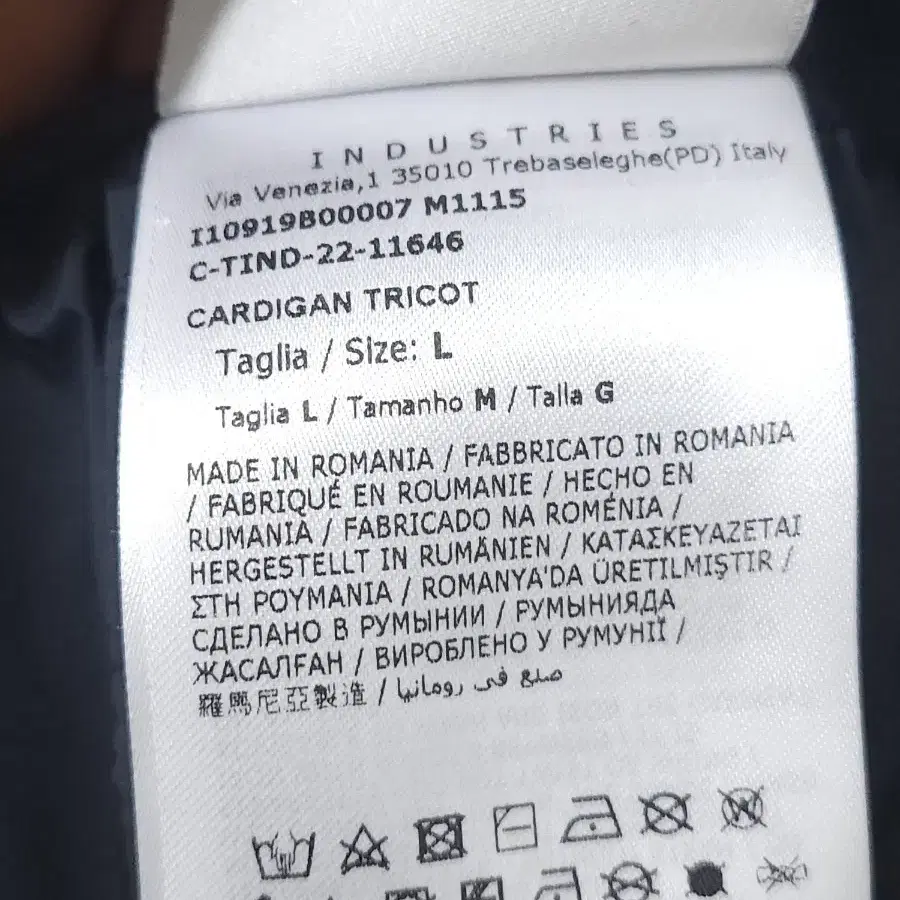 INDUSTRIES
Via Venezia,1 35010 Trebaseleghe(PD) Italy
I10919B00007 M1115
C-TIND-22-11646
CARDIGAN TRICOT
Taglia / Size: L
Taglia L / Tamanho M / Talla G
MADE IN ROMANIA / FABBRICATO IN ROMANIA
/ FABRIQUÉ EN ROUMANIE / HECHO EN
RUMANIA / FABRICADO NA ROMÉNIA /
HERGESTELLT IN RUMÄNIEN / ΚΑΤΑΣΚΕΥΑΖΕΤΑΙ
ΣΤΗ ΡΟΥΜΑΝΙΑ / ROMANYA'DA ÜRETILMIŞTIR /
СДЕЛАНО В РУМЫНИИ / РУМЫНИЯДА
ЖАСАЛҒАН / ВИРОБЛЕНО У РУМУНІЇ /
羅馬尼亞製造 / صنع في رومانيا